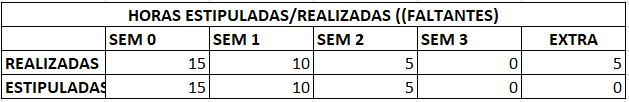 HORAS ESTIPULADAS/REALIZADAS ((FALTANTES)
SEM 0 SEM 1 SEM 2 SEM 3 EXTRA
REALIZADAS 15 10 5 0 5
ESTIPULADAS 15 10 5 0 0